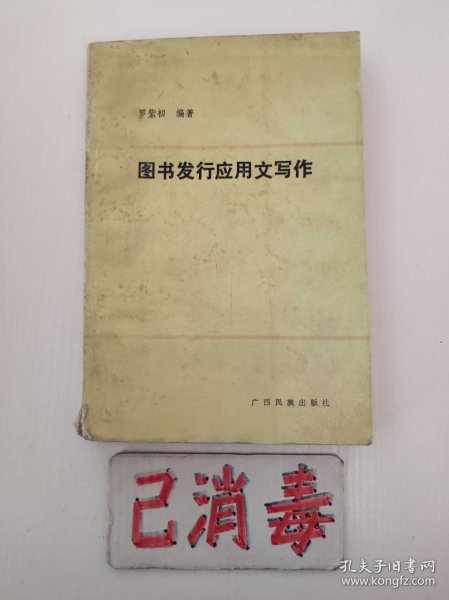 罗紫初 编著
图书发行应用文写作
广西民族出版社
已消毒
孔夫子旧书网
www.kongfz.com